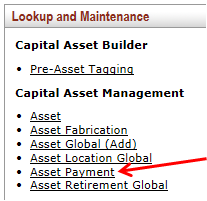 Lookup and Maintenance
Capital Asset Builder
Pre-Asset Tagging
Capital Asset Management
Asset
Asset Fabrication
Asset Global (Add)
Asset Location Global
Asset Payment
Asset Retirement Global